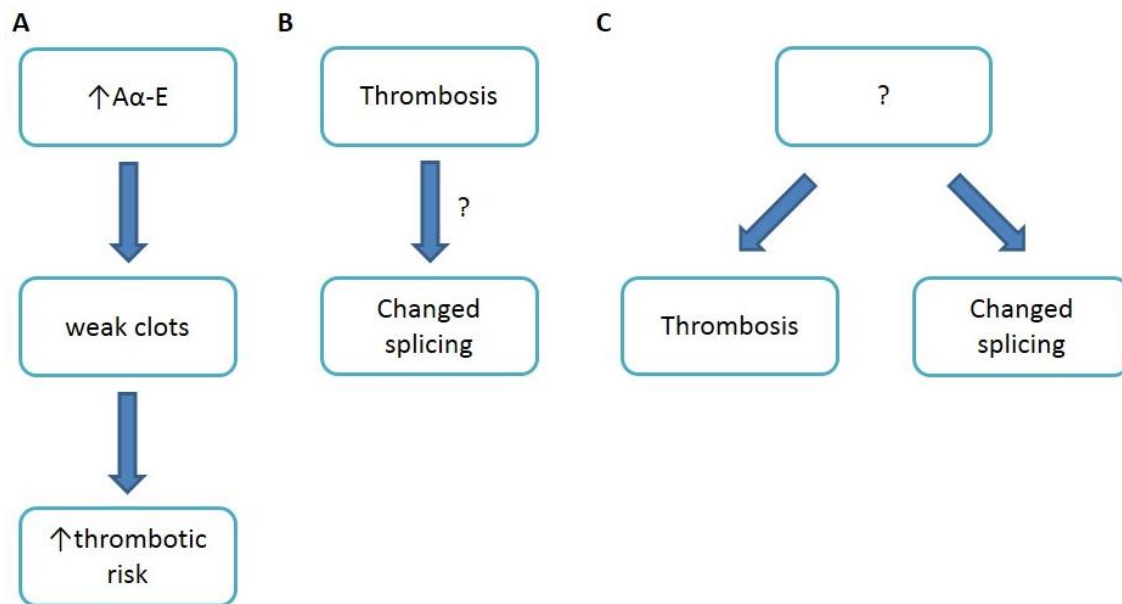 A
↑Aα-E
weak clots
↑thrombotic
risk
B
Thrombosis
?
Changed
splicing
C
?
Thrombosis
Changed
splicing